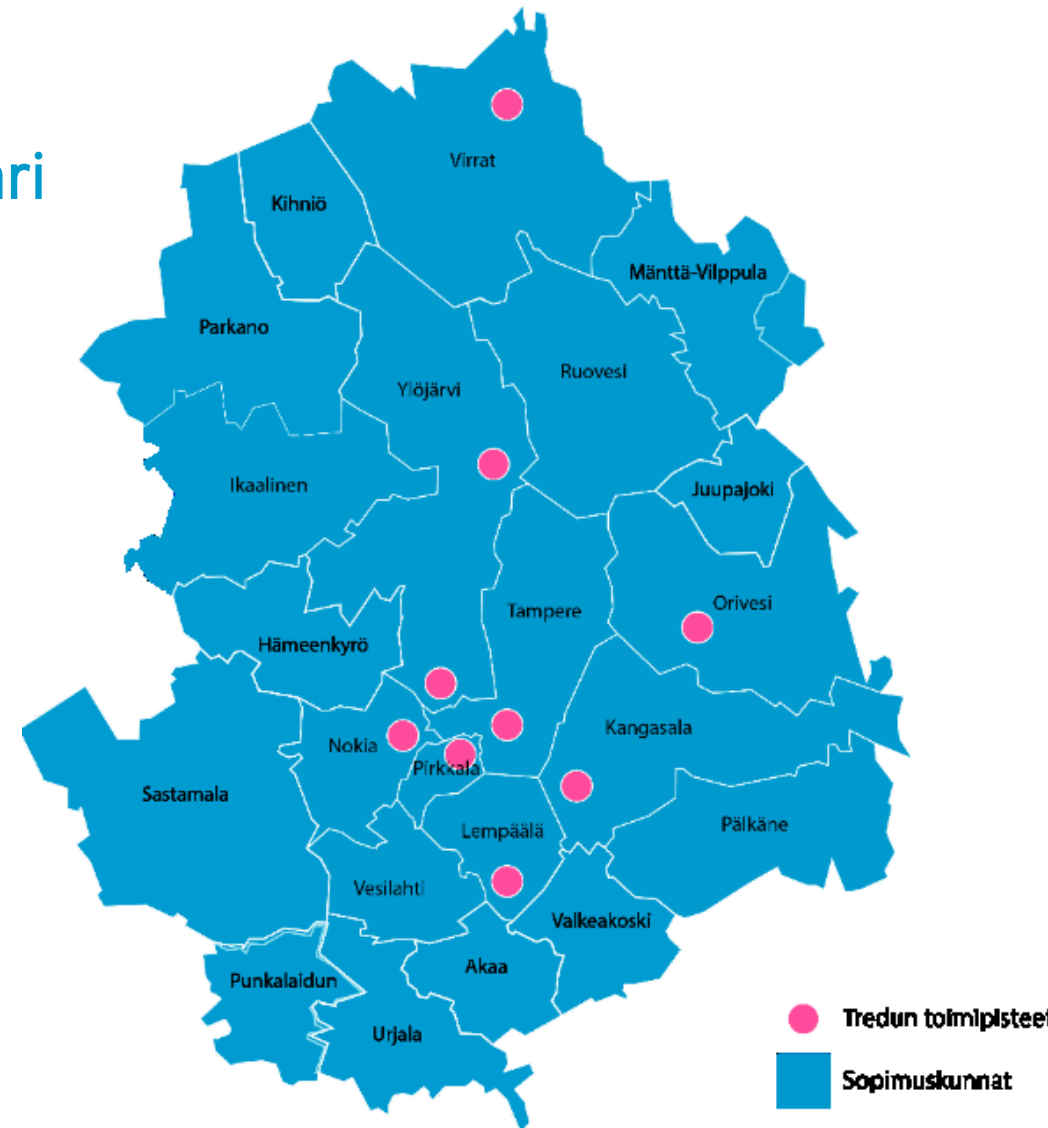 Virrat
ari
Kihniö
Mänttä-Vilppula
Parkano
Ruovesi
Ylöjärvi
Ikaalinen
Juupajoki
Orivesi
Tampere
Hämeenkyrö
Kangasala
Nokia
Pirkkala
Sastamala
Pälkäne
Lempäälä
Vesilahti
Valkeakoski
Akaa
Punkalaidun
Tredun toimipisteet
Urjala
Sopimuskunnat